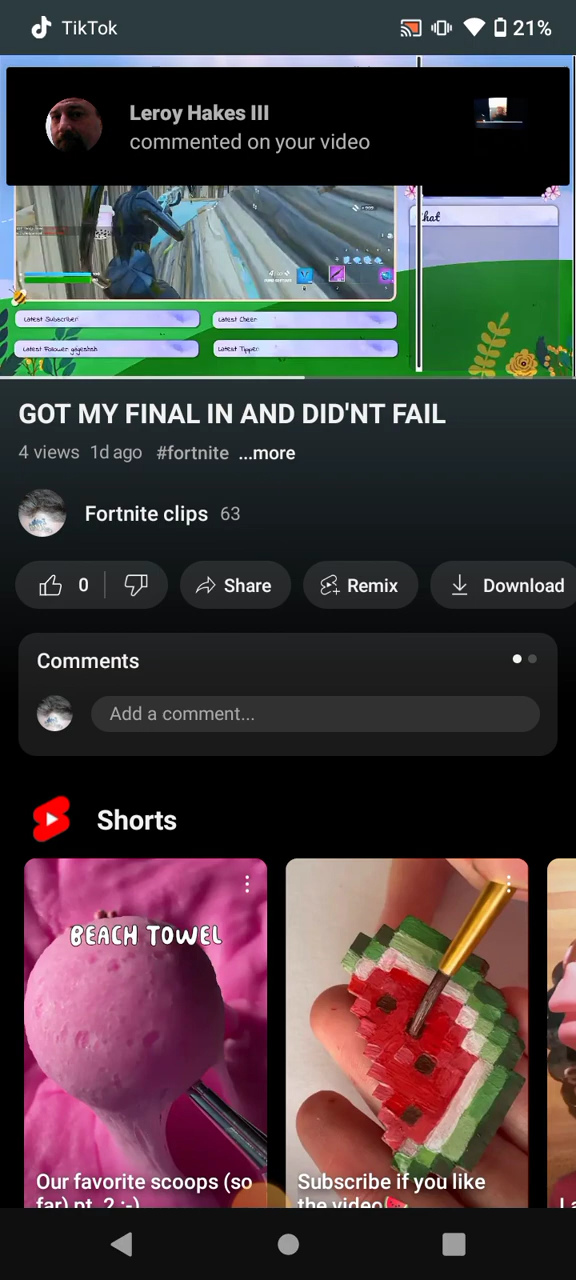 TikTok
21%
Leroy Hakes III
commented on your video
Chat
Latest Subscriber
Latest Cheer
Latest Follower
Latest Tipper
GOT MY FINAL IN AND DID'NT FAIL
4 views 1d ago #fortnite ...more
Fortnite clips 63
0 Share Remix Download
Comments
Add a comment...
Shorts
BEACH TOWEL
Our favorite scoops (so
far) pt. 2 :-)
Subscribe if you like
the video🍉